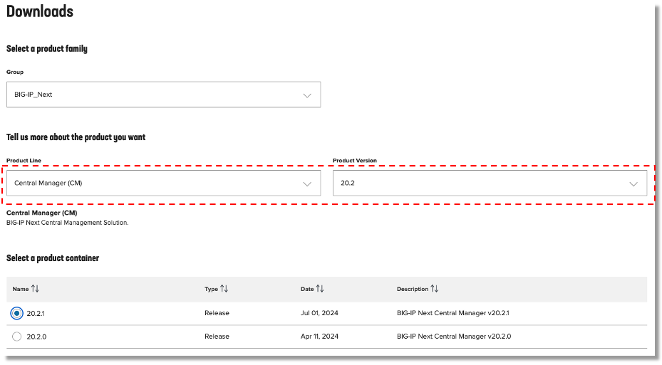 Downloads
Select a product family
Group
BIG-IP_Next
Tell us more about the product you want
Product Line Product Version
Central Manager (CM) 20.2
Central Manager (CM)
BIG-IP Next Central Management Solution.
Select a product container
Name Type Date Description
20.2.1 Release Jul 01, 2024 BIG-IP Next Central Manager v20.2.1
20.2.0 Release Apr 11, 2024 BIG-IP Next Central Manager v20.2.0